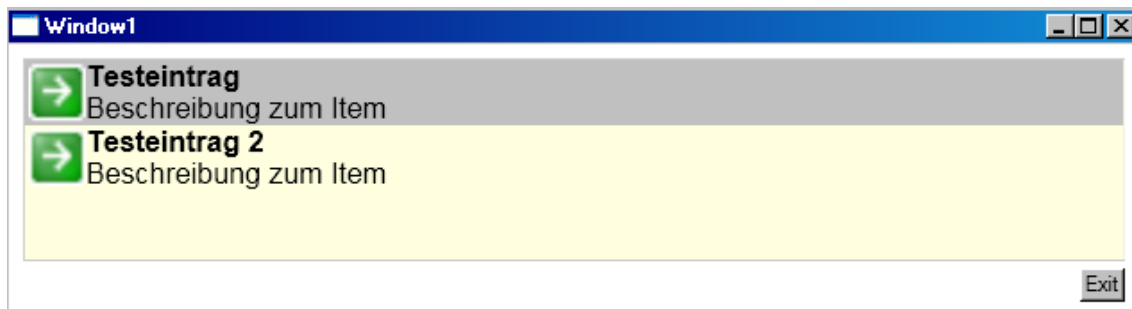 Window1
Testeintrag
Beschreibung zum Item
Testeintrag 2
Beschreibung zum Item
Exit